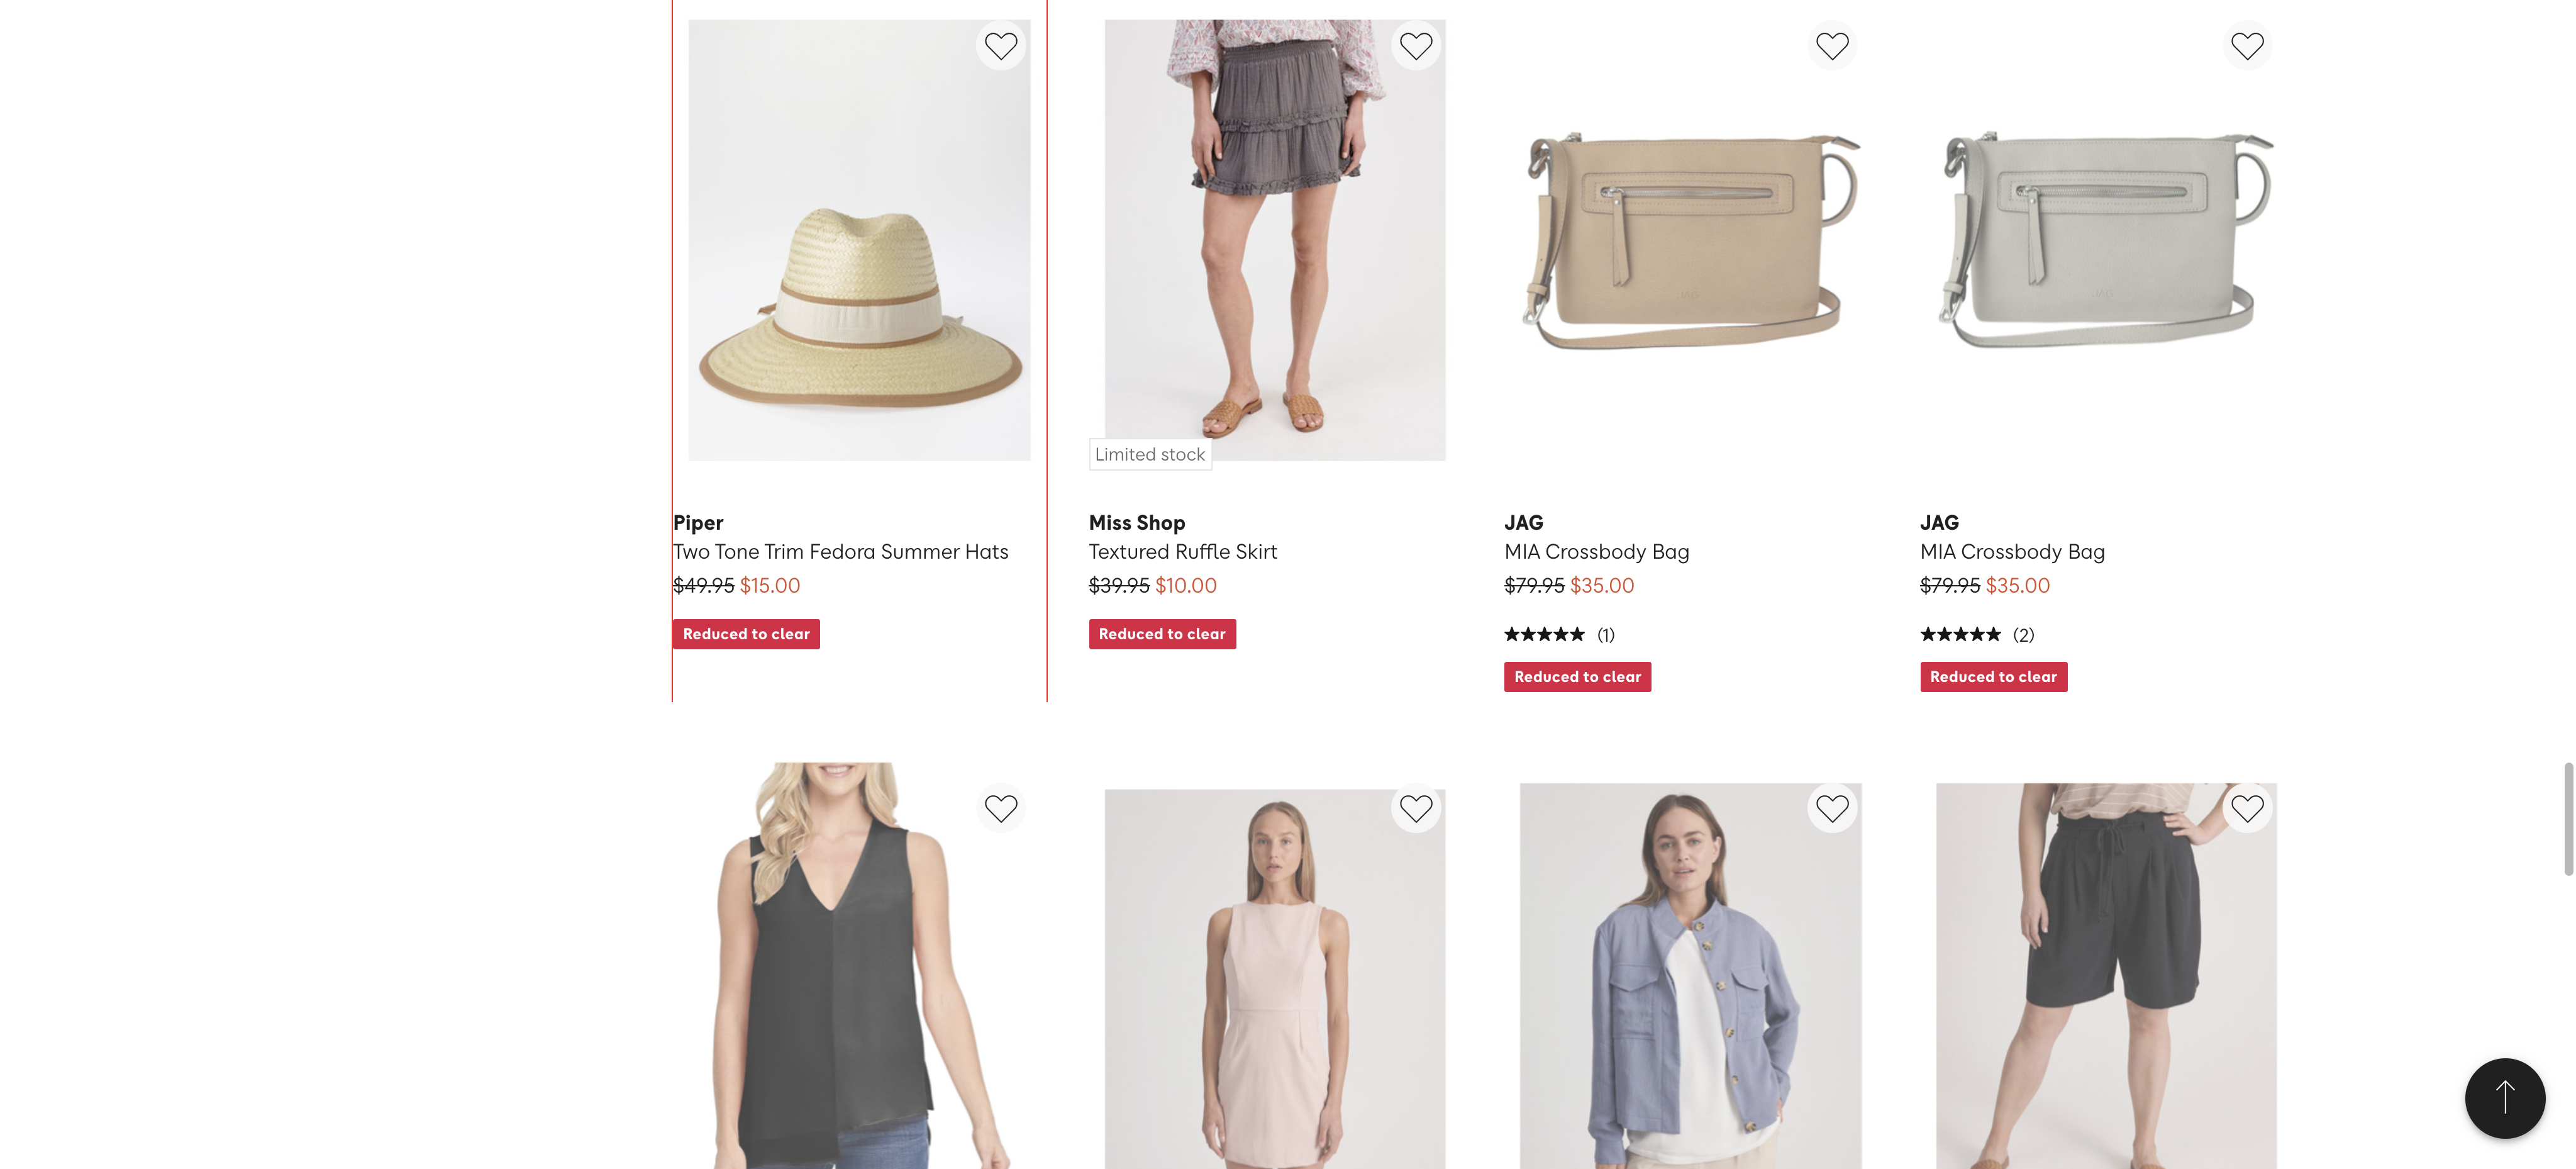 Limited stock
Piper
Two Tone Trim Fedora Summer Hats
$49.95 $15.00
Reduced to clear
Miss Shop
Textured Ruffle Skirt
$39.95 $10.00
Reduced to clear
JAG
MIA Crossbody Bag
$79.95 $35.00
★★★★★ (1)
Reduced to clear
JAG
MIA Crossbody Bag
$79.95 $35.00
★★★★★ (2)
Reduced to clear